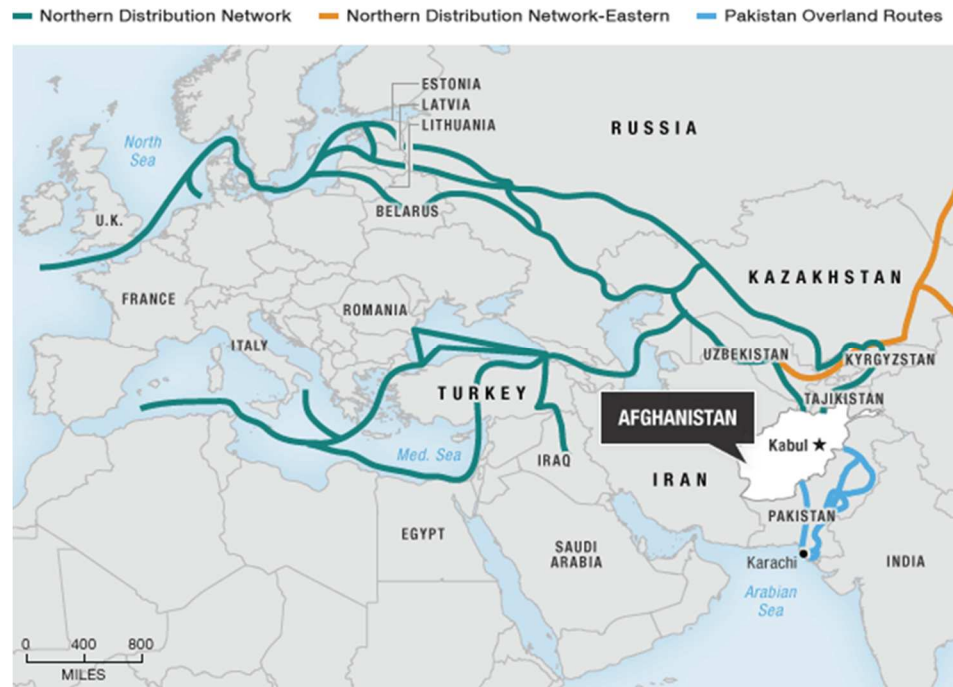 Northern Distribution Network
Northern Distribution Network-Eastern
Pakistan Overland Routes
ESTONIA
LATVIA
LITHUANIA
RUSSIA
North
Sea
U.K.
BELARUS
KAZAKHSTAN
FRANCE
ROMANIA
ITALY
UZBEKISTAN
KYRGYZSTAN
TURKEY
TAJIKISTAN
AFGHANISTAN
Kabul
Med. Sea
IRAQ
IRAN
PAKISTAN
EGYPT
SAUDI
ARABIA
Karachi
INDIA
Arabian
Sea
0 400 800
MILES